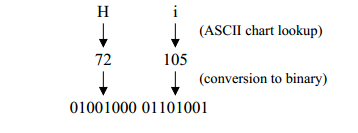 H i
(ASCII chart lookup)
72 105
(conversion to binary)
01001000 01101001